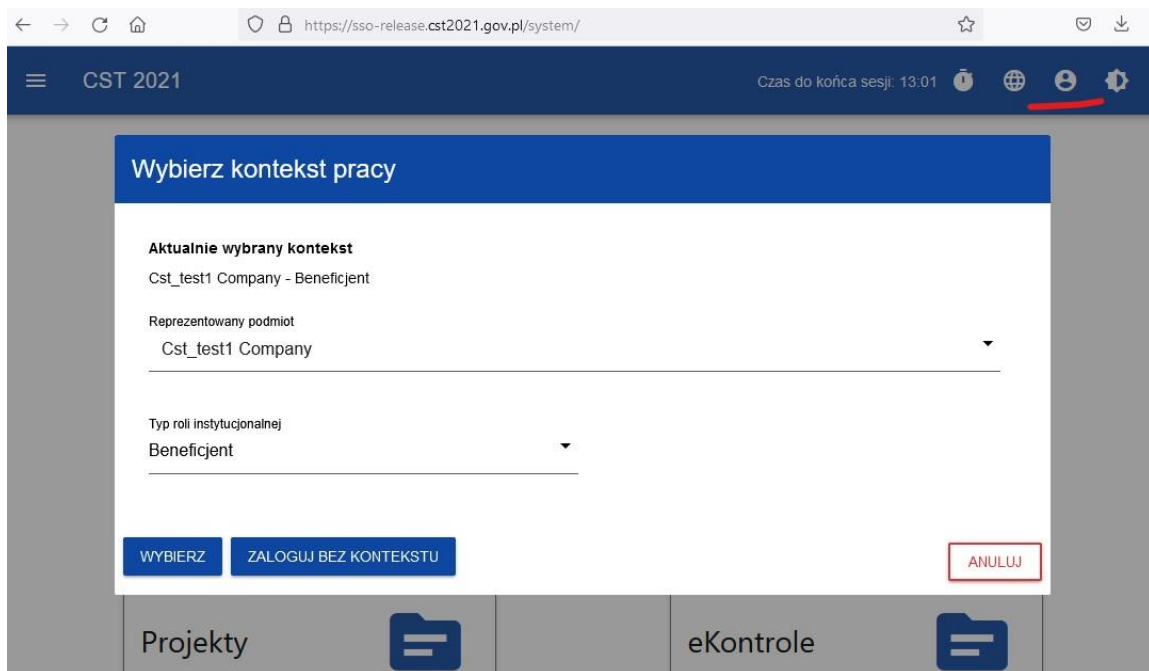 https://sso-release.cst2021.gov.pl/system/
CST 2021
Czas do końca sesji: 13:01
Wybierz kontekst pracy
Aktualnie wybrany kontekst
Cst_test1 Company - Beneficjent
Reprezentowany podmiot
Cst_test1 Company
Typ roli instytucjonalnej
Beneficjent
WYBIERZ
ZALOGUJ BEZ KONTEKSTU
ANULUJ
Projekty
eKontrole